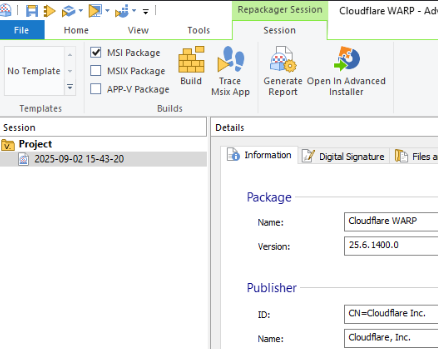 Repackager Session
Cloudflare WARP - Adv
File
Home
View
Tools
Session
No Template
MSI Package
MSIX Package
APP-V Package
Build
Trace
Msix App
Generate
Report
Open In Advanced
Installer
Templates
Builds
Session
Details
Project
2025-09-02 15-43-20
Information
Digital Signature
Files a
Package
Name:
Cloudflare WARP
Version:
25.6.1400.0
Publisher
ID:
CN=Cloudflare Inc.
Name:
Cloudflare, Inc.